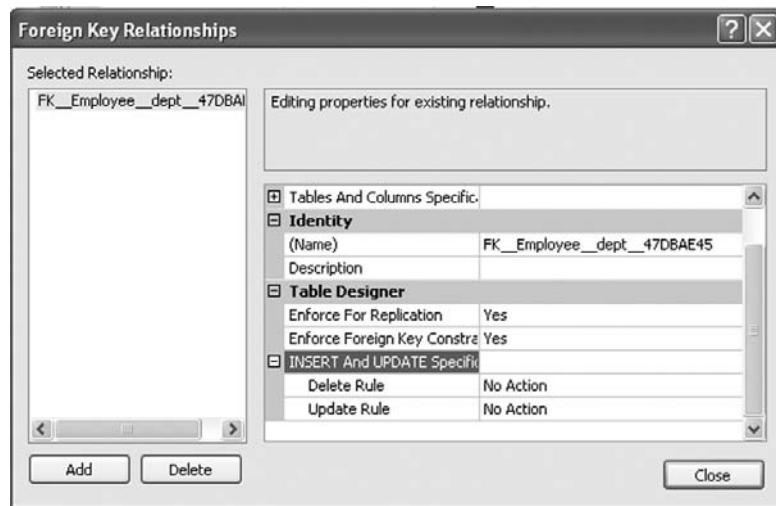 Foreign Key Relationships
Selected Relationship:
FK__Employee__dept__47DBAI
Editing properties for existing relationship.
Tables And Columns Specific
Identity
(Name) FK__Employee__dept__47DBAE45
Description
Table Designer
Enforce For Replication Yes
Enforce Foreign Key Constra Yes
INSERT And UPDATE Specific
Delete Rule No Action
Update Rule No Action
Add
Delete
Close